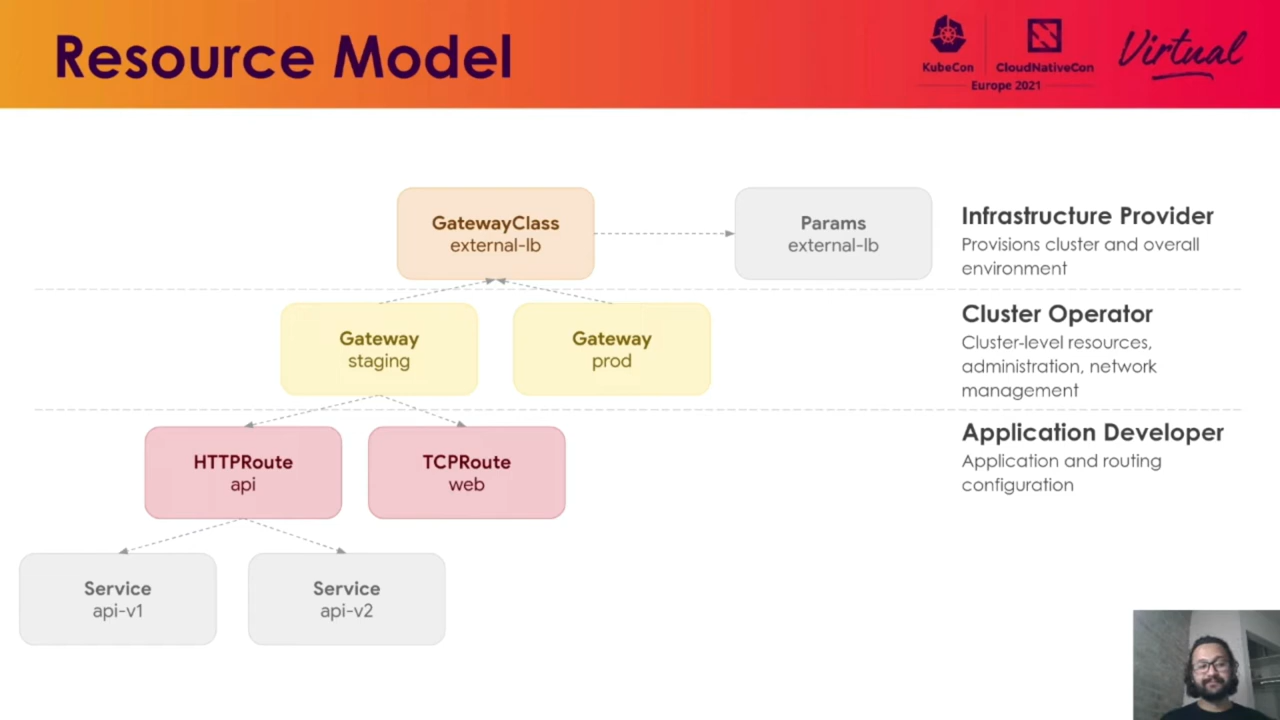 Resource Model
KubeCon
CloudNativeCon
Europe 2021
Virtual
GatewayClass
external-lb
Params
external-lb
Infrastructure Provider
Provisions cluster and overall
environment
Gateway
staging
Gateway
prod
Cluster Operator
Cluster-level resources,
administration, network
management
HTTPRoute
api
TCPRoute
web
Application Developer
Application and routing
configuration
Service
api-v1
Service
api-v2